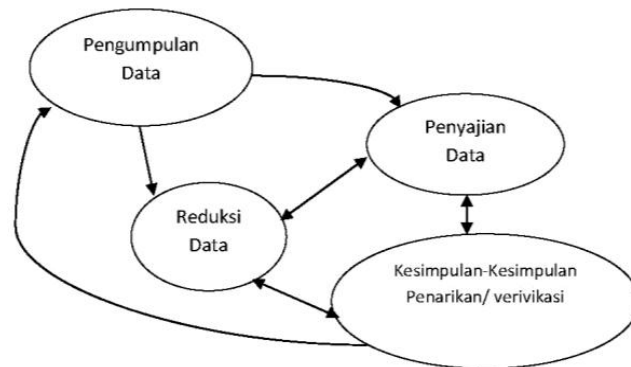 Pengumpulan
Data
Penyajian
Data
Reduksi
Data
Kesimpulan-Kesimpulan
Penarikan/ verivikasi